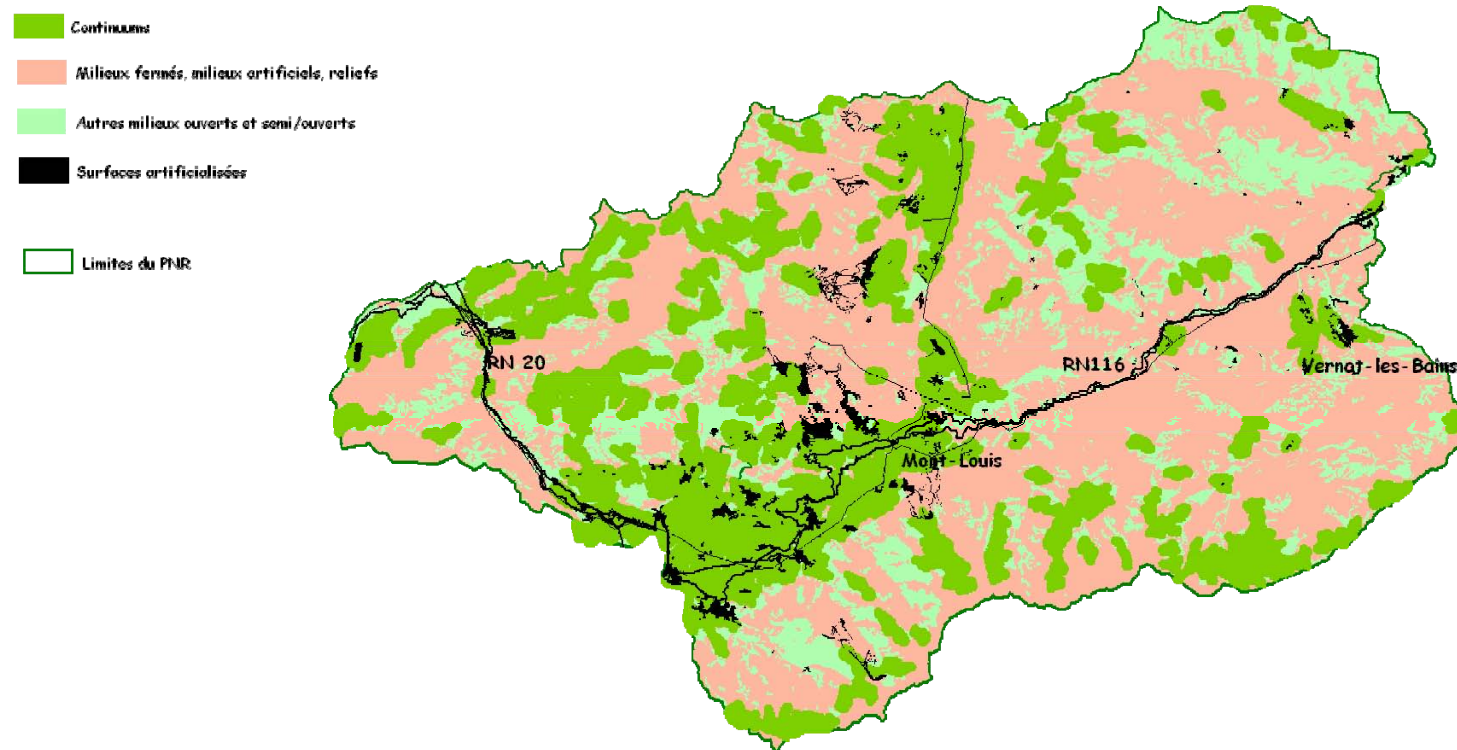 Continuums
Milieux fermés, milieux artificiels, reliefs
Autres milieux ouverts et semi/ouverts
Surfaces artificialisées
Limites du PNR
RN 20
RN116
Vernat-les-Bains
Mont-Louis